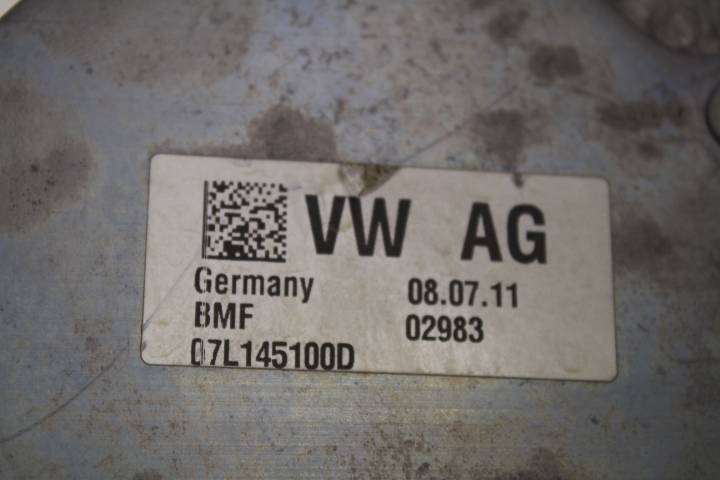 VW AG
Germany 08.07.11
BMF 02983
07L145100D